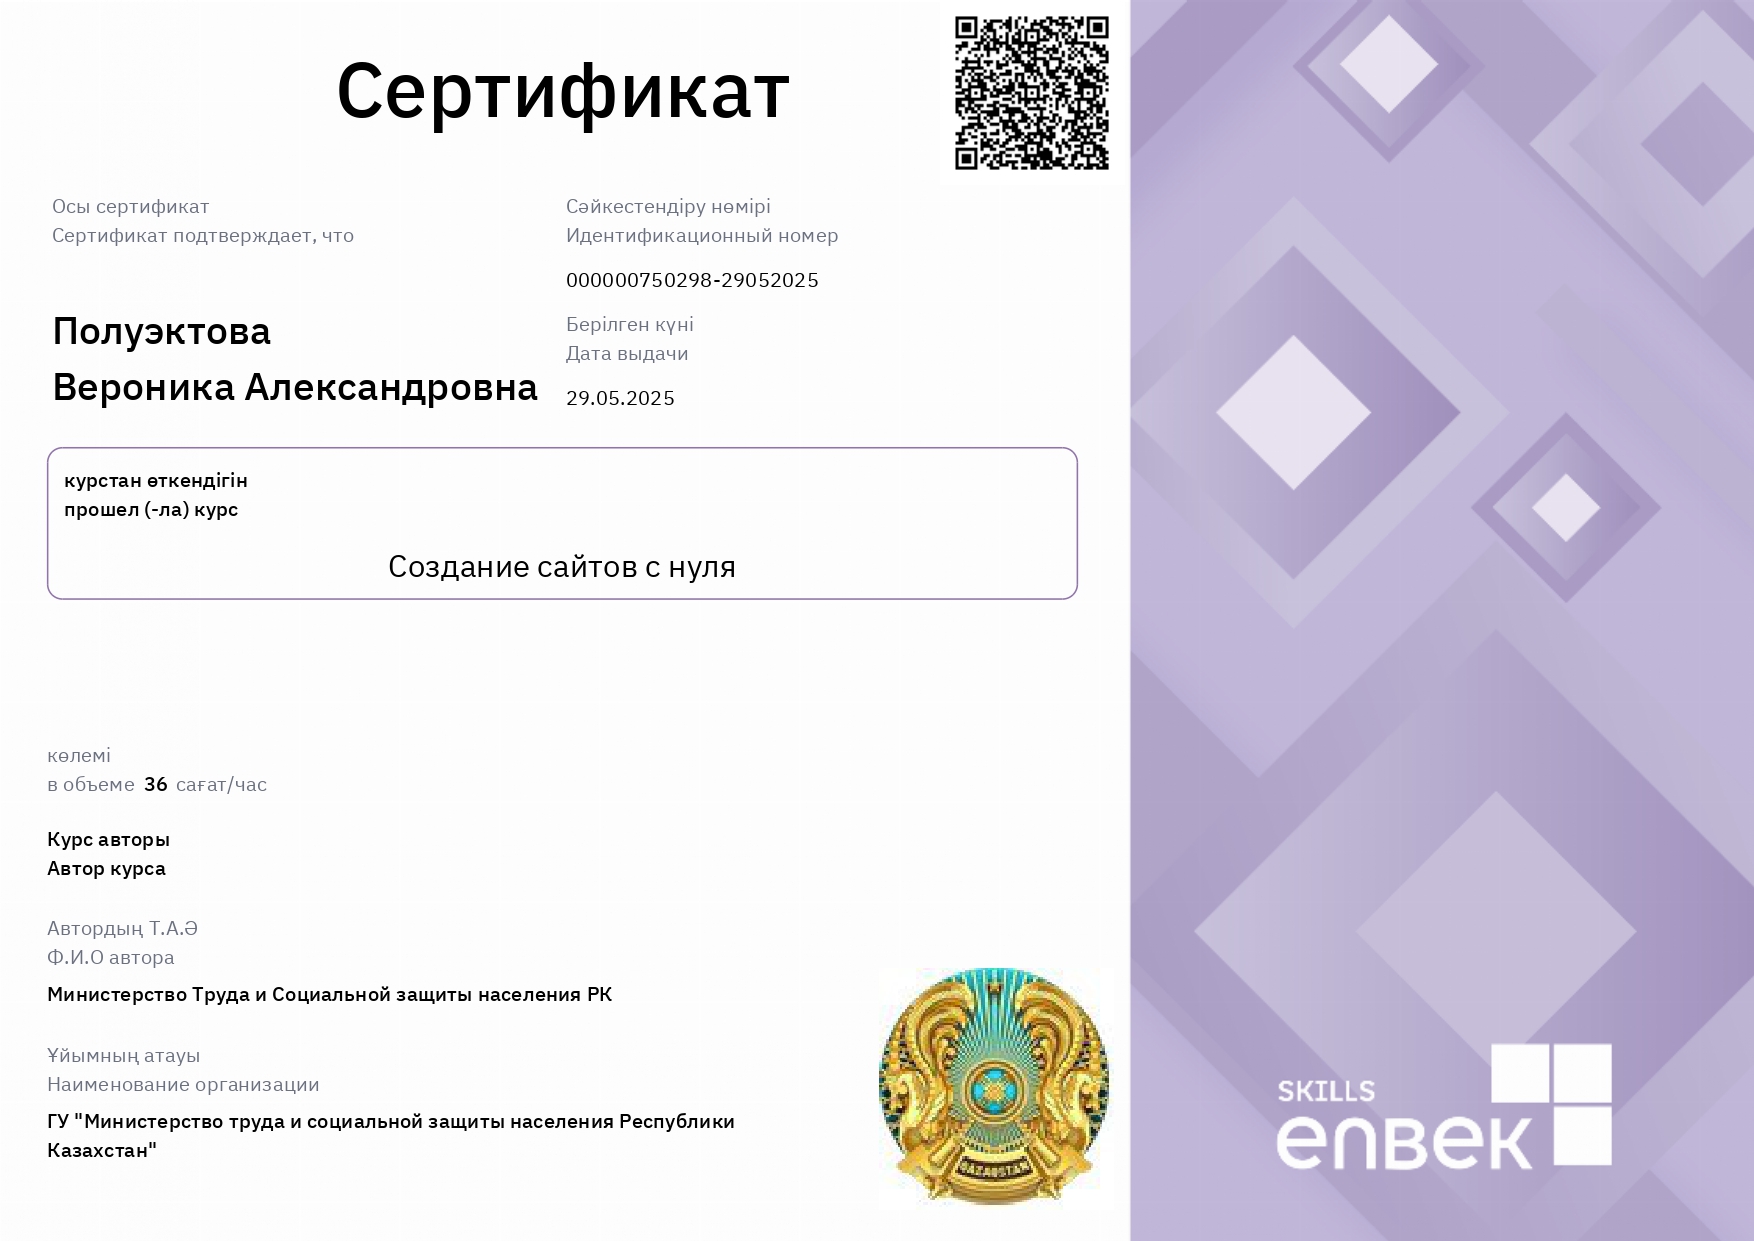 Сертификат
Осы сертификат
Сертификат подтверждает, что
Полуэктова
Вероника Александровна
Сәйкестендіру нөмірі
Идентификационный номер
000000750298-29052025
Берілген күні
Дата выдачи
29.05.2025
курстан өткендігін
прошел (-ла) курс
Создание сайтов с нуля
көлемі
в объеме 36 сағат/час
Курс авторы
Автор курса
Автордың Т.А.Ә
Ф.И.О автора
Министерство Труда и Социальной защиты населения РК
Ұйымның атауы
Наименование организации
ГУ "Министерство труда и социальной защиты населения Республики
Казахстан"
QAZAQSTAN
SKILLS
enbek